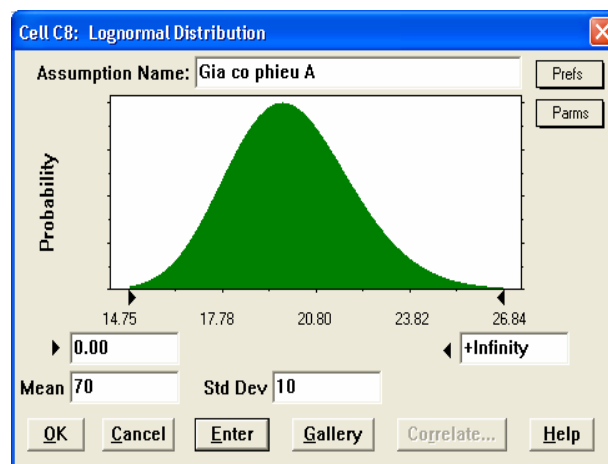 Cell C8: Lognormal Distribution
Assumption Name: Gia co phieu A
Prefs
Parms
Probability
14.75 17.78 20.80 23.82 26.84
0.00 +Infinity
Mean 70 Std Dev 10
OK Cancel Enter Gallery Correlate... Help